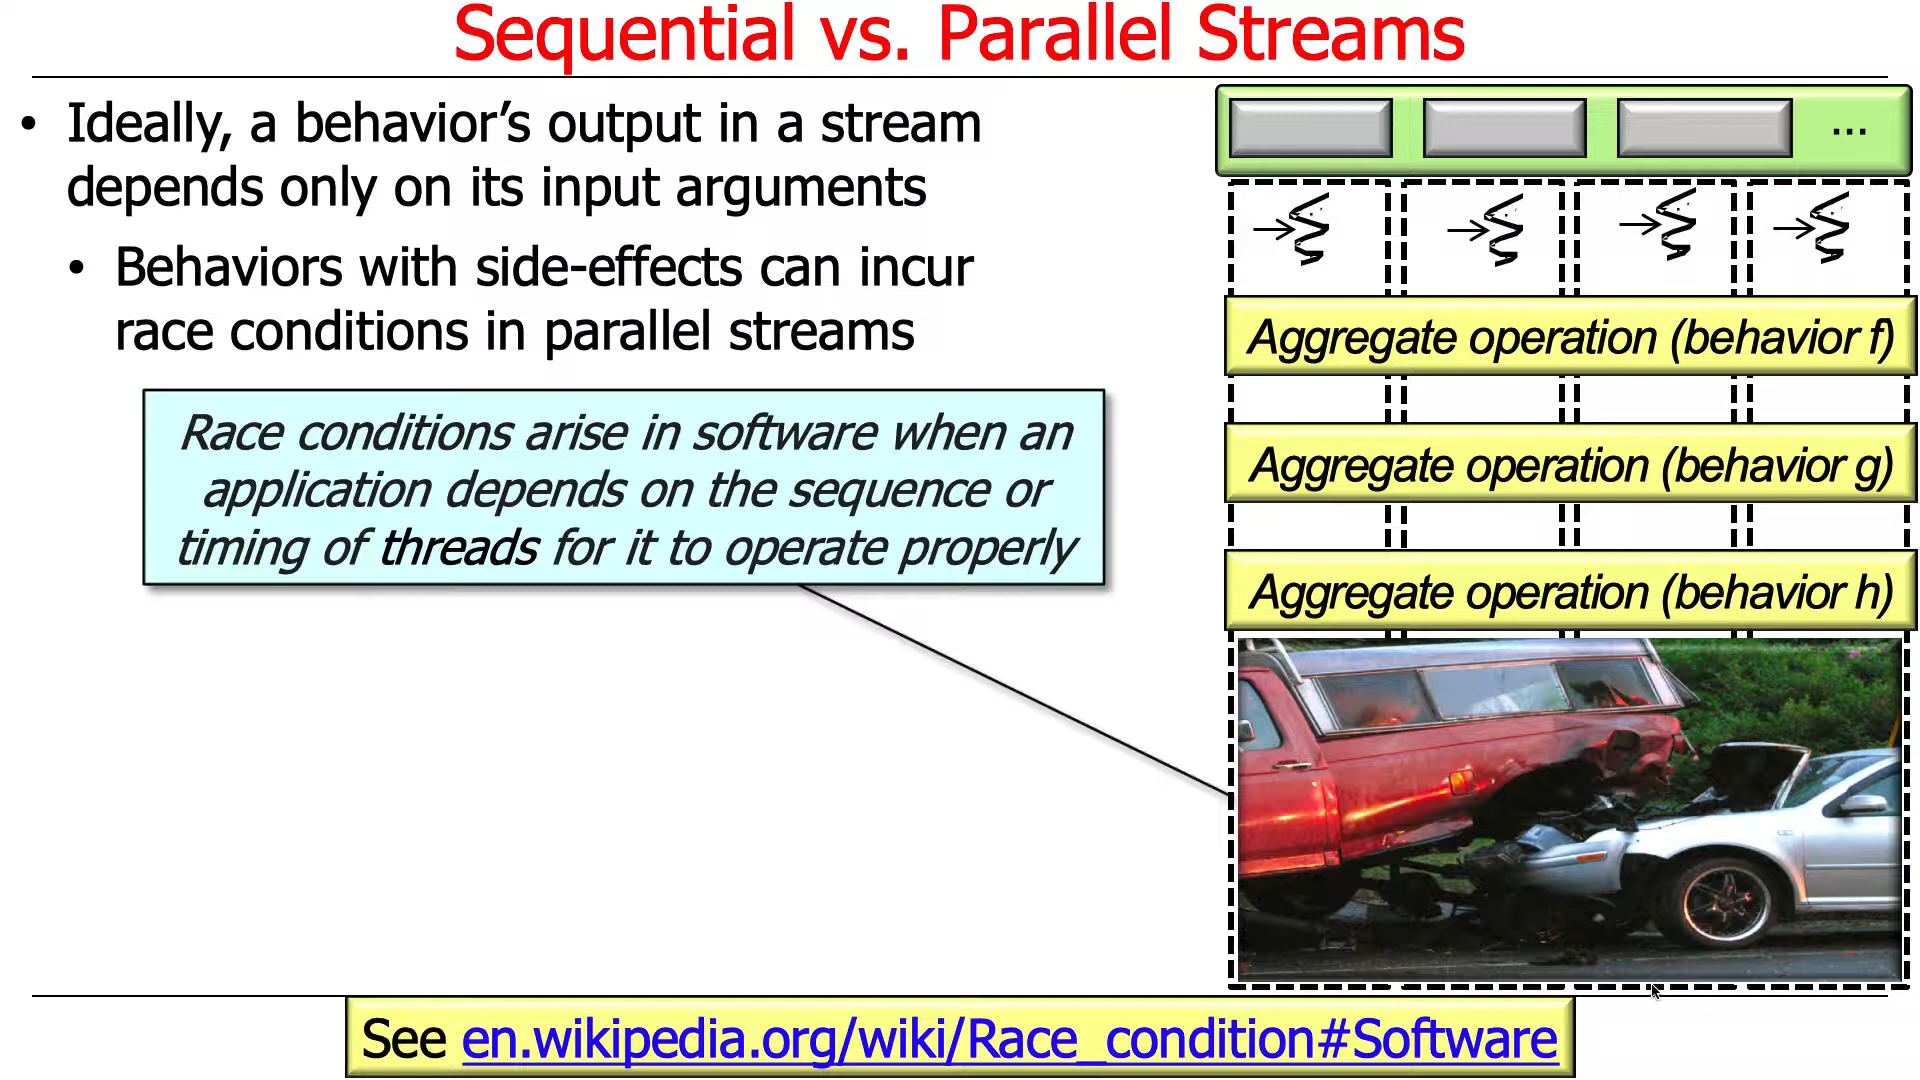 Sequential vs. Parallel Streams
• Ideally, a behavior’s output in a stream
depends only on its input arguments
• Behaviors with side-effects can incur
race conditions in parallel streams
Race conditions arise in software when an
application depends on the sequence or
timing of threads for it to operate properly
...
Aggregate operation (behavior f)
Aggregate operation (behavior g)
Aggregate operation (behavior h)
See en.wikipedia.org/wiki/Race_condition#Software